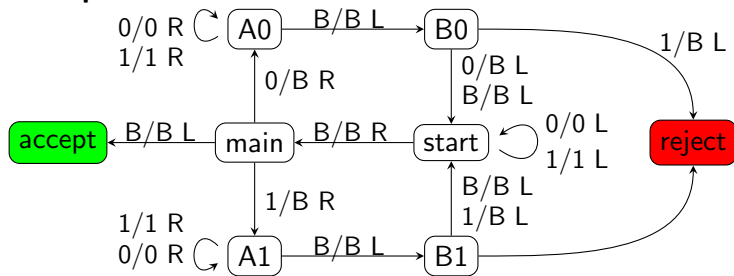 0/0 R
1/1 R
A0
B/B L
B0
1/B L
0/B R
0/B L
B/B L
accept
B/B L
main
B/B R
start
0/0 L
1/1 L
reject
1/B R
B/B L
1/B L
1/1 R
0/0 R
A1
B/B L
B1